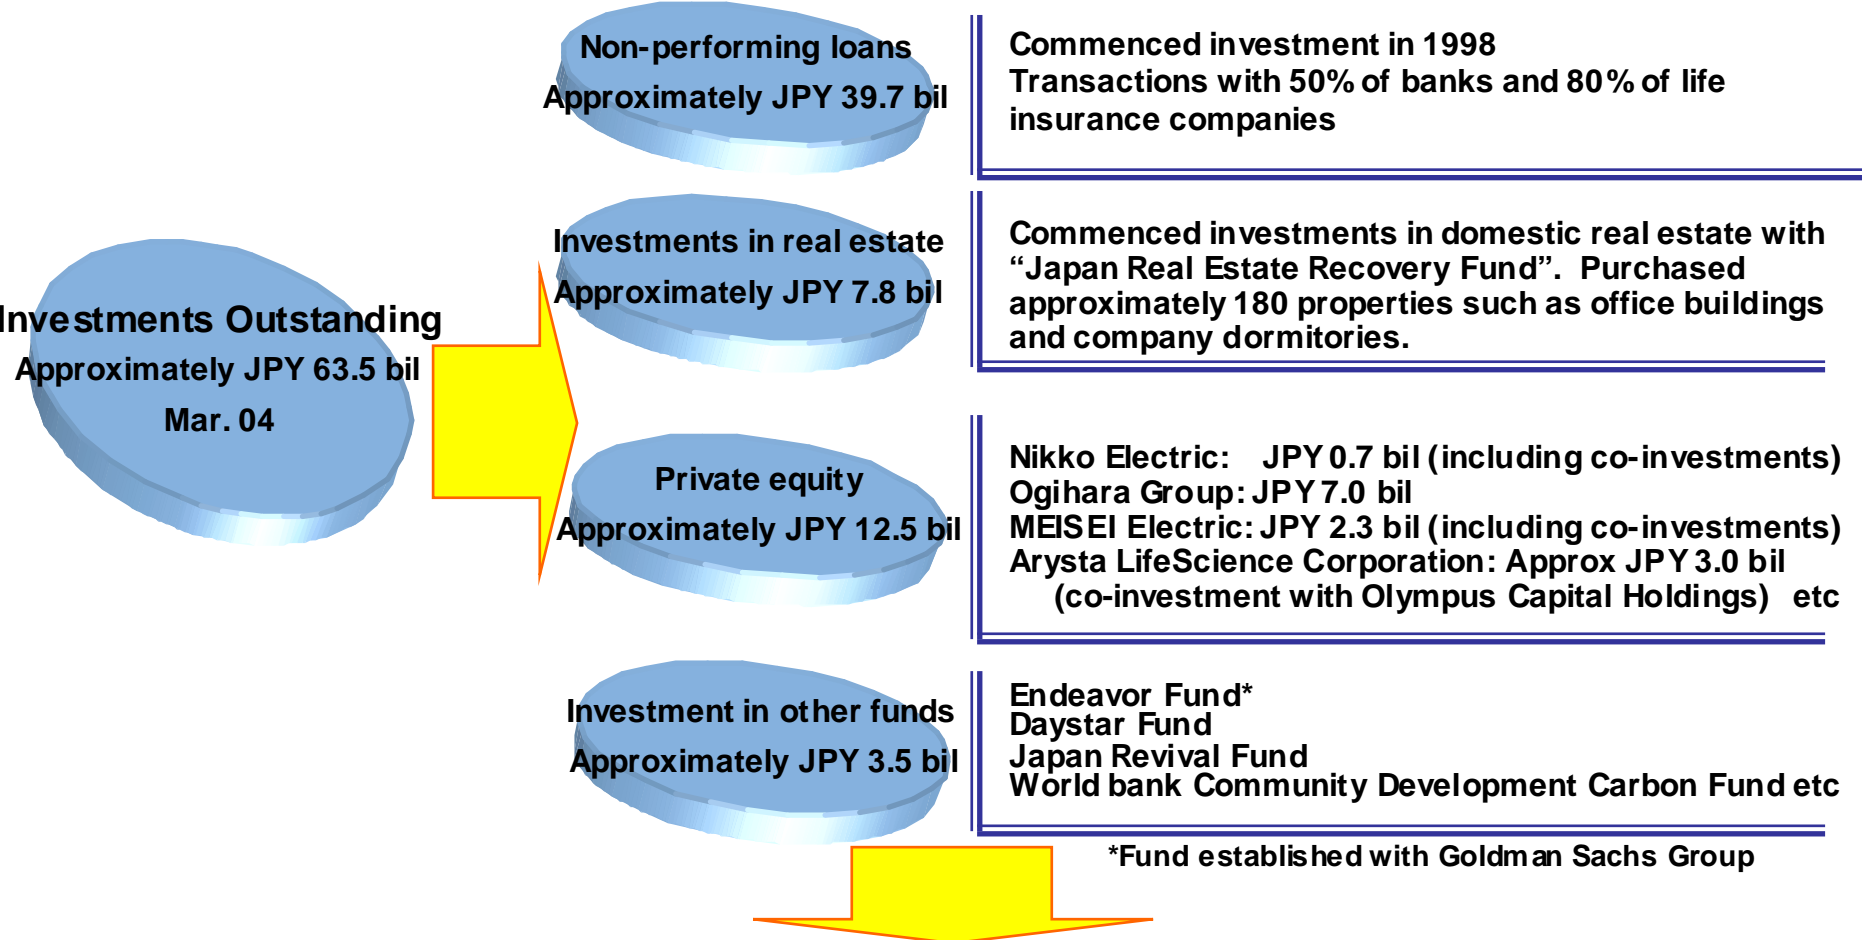 Non-performing loans
Approximately JPY 39.7 bil
Commenced investment in 1998
Transactions with 50% of banks and 80% of life
insurance companies
Investments in real estate
Approximately JPY 7.8 bil
Commenced investments in domestic real estate with
“Japan Real Estate Recovery Fund”. Purchased
approximately 180 properties such as office buildings
and company dormitories.
Investments Outstanding
Approximately JPY 63.5 bil
Mar. 04
Private equity
Approximately JPY 12.5 bil
Nikko Electric: JPY 0.7 bil (including co-investments)
Ogihara Group: JPY 7.0 bil
MEISEI Electric: JPY 2.3 bil (including co-investments)
Arysta LifeScience Corporation: Approx JPY 3.0 bil
(co-investment with Olympus Capital Holdings) etc
Investment in other funds
Approximately JPY 3.5 bil
Endeavor Fund*
Daystar Fund
Japan Revival Fund
World bank Community Development Carbon Fund etc
*Fund established with Goldman Sachs Group